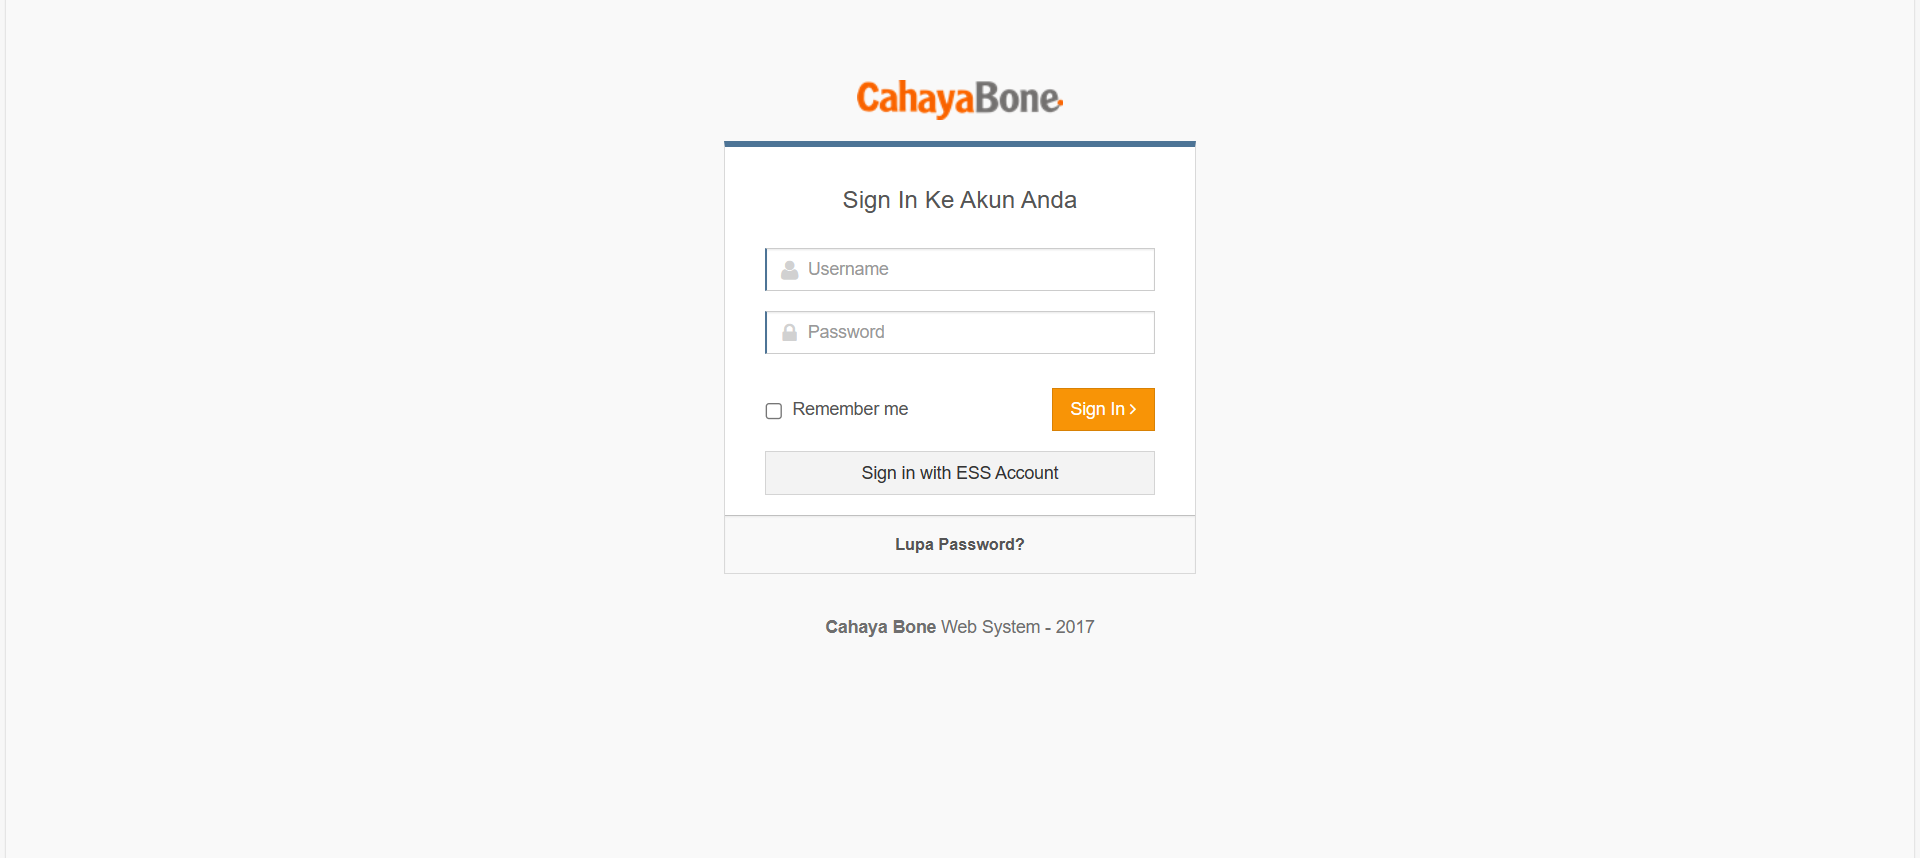 CahayaBone
Sign In Ke Akun Anda
Username
Password
Remember me
Sign In
Sign in with ESS Account
Lupa Password?
Cahaya Bone Web System - 2017